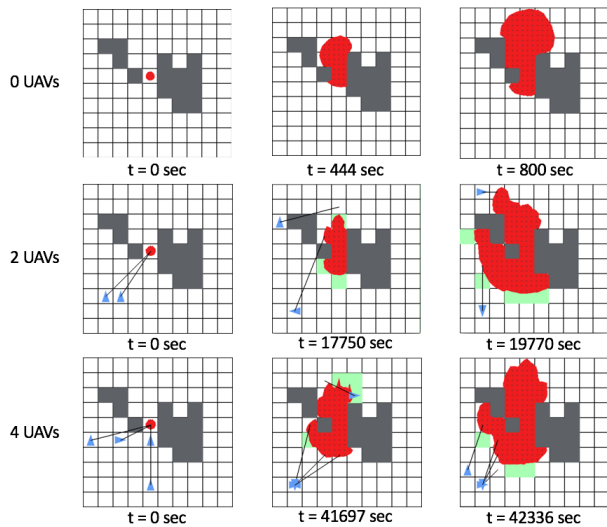 0 UAVs
t = 0 sec
t = 444 sec
t = 800 sec
2 UAVs
t = 0 sec
t = 17750 sec
t = 19770 sec
4 UAVs
t = 0 sec
t = 41697 sec
t = 42336 sec